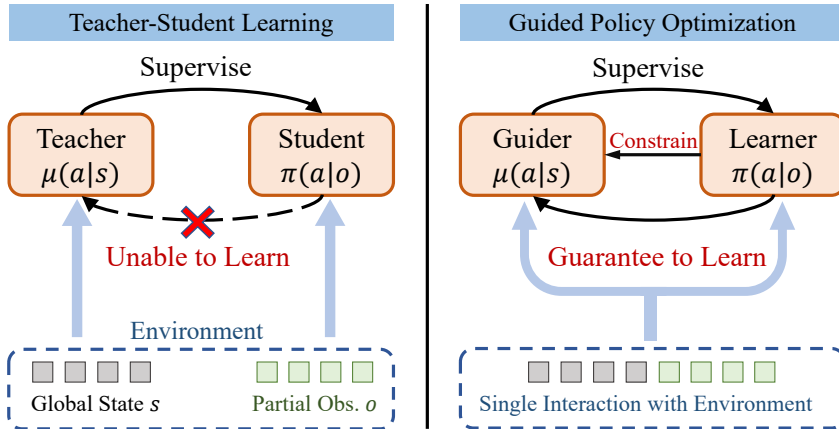 Teacher-Student Learning
Supervise
Teacher
μ(a|s)
Student
π(a|o)
Unable to Learn
Environment
Global State s
Partial Obs. o
Guided Policy Optimization
Supervise
Guider
μ(a|s)
Constrain
Learner
π(a|o)
Guarantee to Learn
Single Interaction with Environment